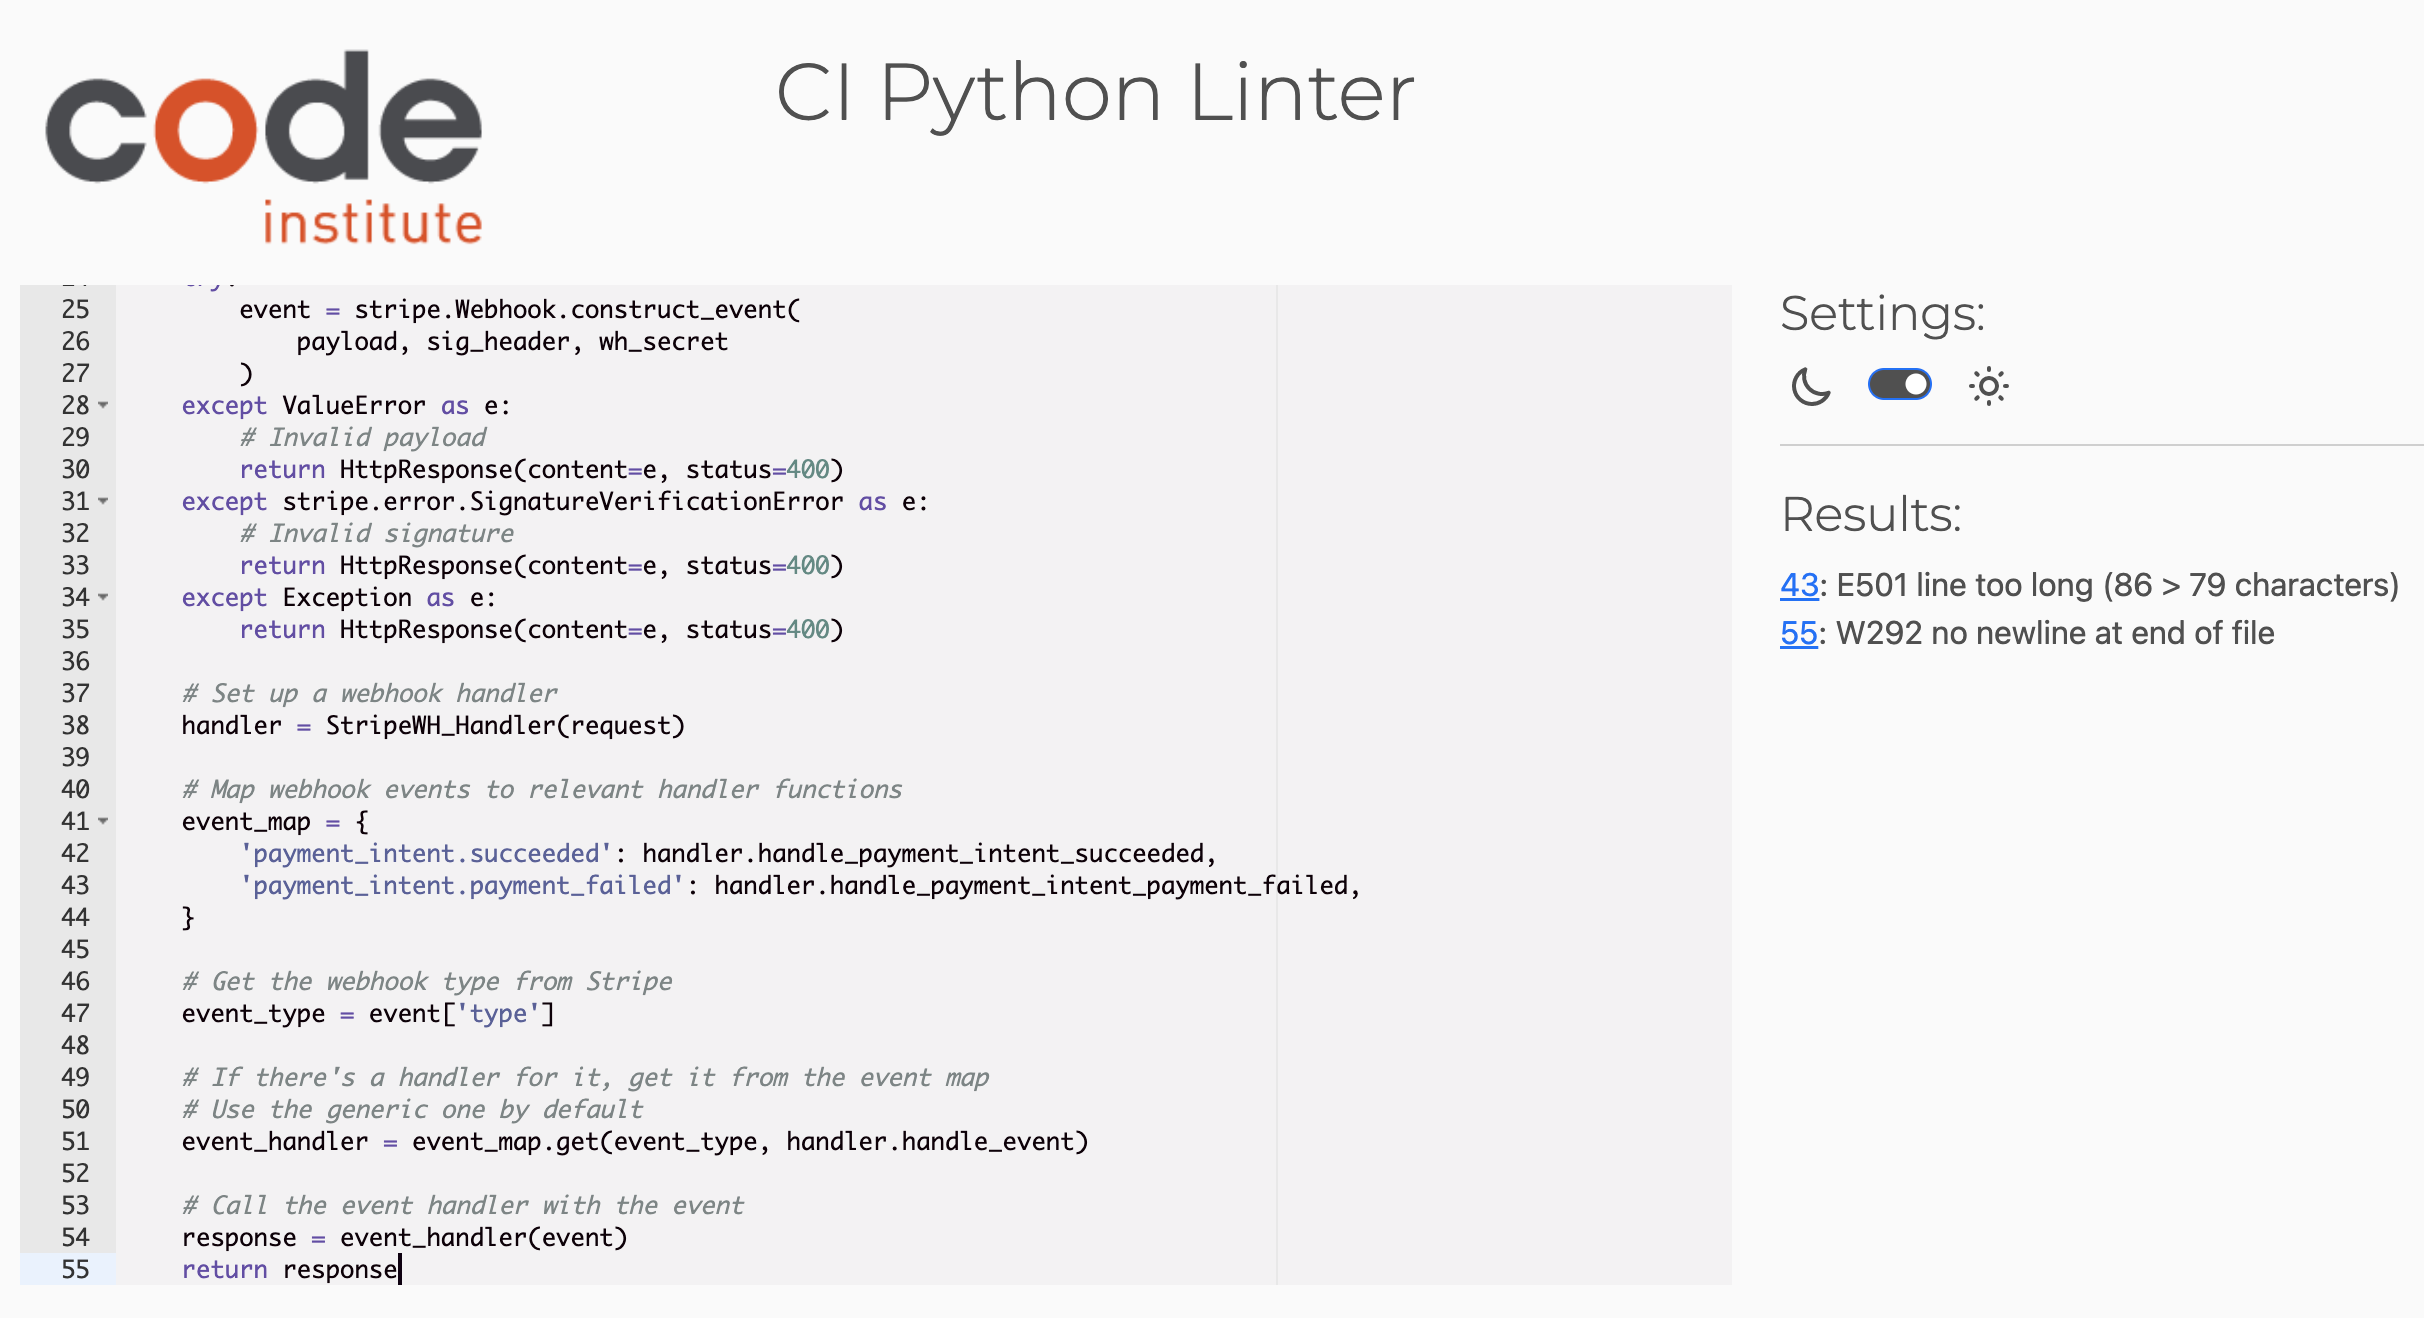 code
institute
CI Python Linter
25 event = stripe.Webhook.construct_event(
26 payload, sig_header, wh_secret
27 )
28 except ValueError as e:
29 # Invalid payload
30 return HttpResponse(content=e, status=400)
31 except stripe.error.SignatureVerificationError as e:
32 # Invalid signature
33 return HttpResponse(content=e, status=400)
34 except Exception as e:
35 return HttpResponse(content=e, status=400)
36
37 # Set up a webhook handler
38 handler = StripeWH_Handler(request)
39
40 # Map webhook events to relevant handler functions
41 event_map = {
42 'payment_intent.succeeded': handler.handle_payment_intent_succeeded,
43 'payment_intent.payment_failed': handler.handle_payment_intent_payment_failed,
44 }
45
46 # Get the webhook type from Stripe
47 event_type = event['type']
48
49 # If there's a handler for it, get it from the event map
50 # Use the generic one by default
51 event_handler = event_map.get(event_type, handler.handle_event)
52
53 # Call the event handler with the event
54 response = event_handler(event)
55 return response
Settings:
Results:
43: E501 line too long (86 > 79 characters)
55: W292 no newline at end of file